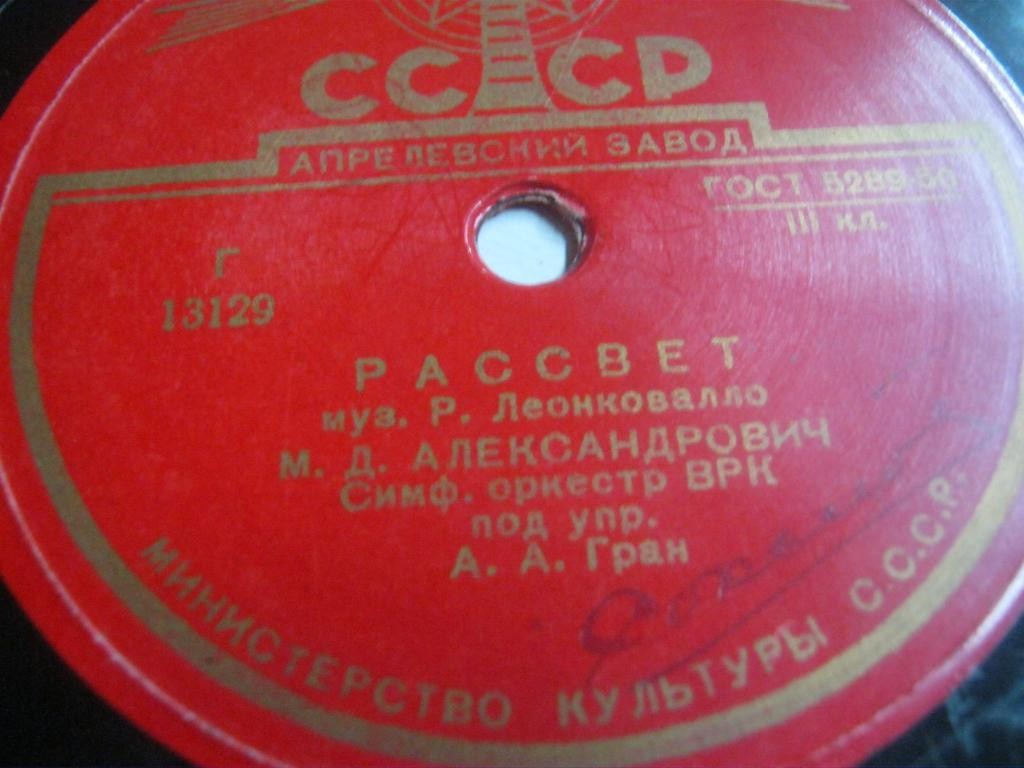 СССР
АПРЕЛЕВСКИЙ ЗАВОД
ГОСТ 5289-50
III кл.
Г
13129
РАССВЕТ
муз. Р. Леонковалло
М. Д. АЛЕКСАНДРОВИЧ
Симф. оркестр ВРК
под упр.
А. А. Гран
МИНИСТЕРСТВО КУЛЬТУРЫ С.С.С.Р.